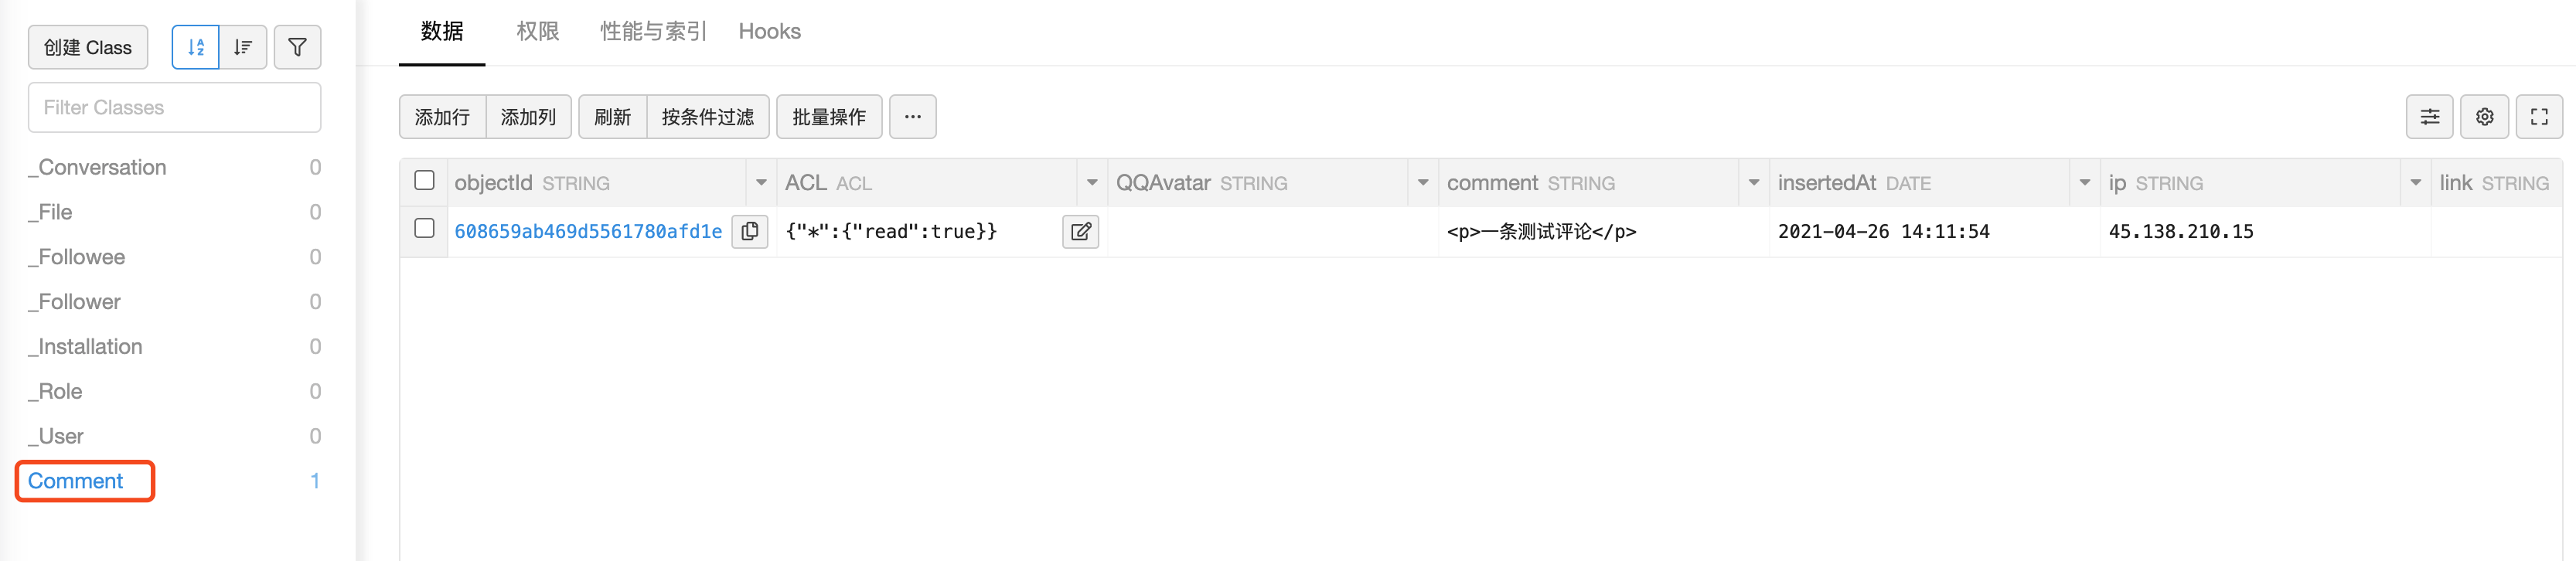 创建 Class
Filter Classes
_Conversation 0
_File 0
_Followee 0
_Follower 0
_Installation 0
_Role 0
_User 0
Comment 1
数据 权限 性能与索引 Hooks
添加行 添加列 刷新 按条件过滤 批量操作 ...
objectId STRING ACL ACL QQAvatar STRING comment STRING insertedAt DATE ip STRING link STRING
608659ab469d5561780afd1e {"*":{"read":true}} <p>一条测试评论</p> 2021-04-26 14:11:54 45.138.210.15